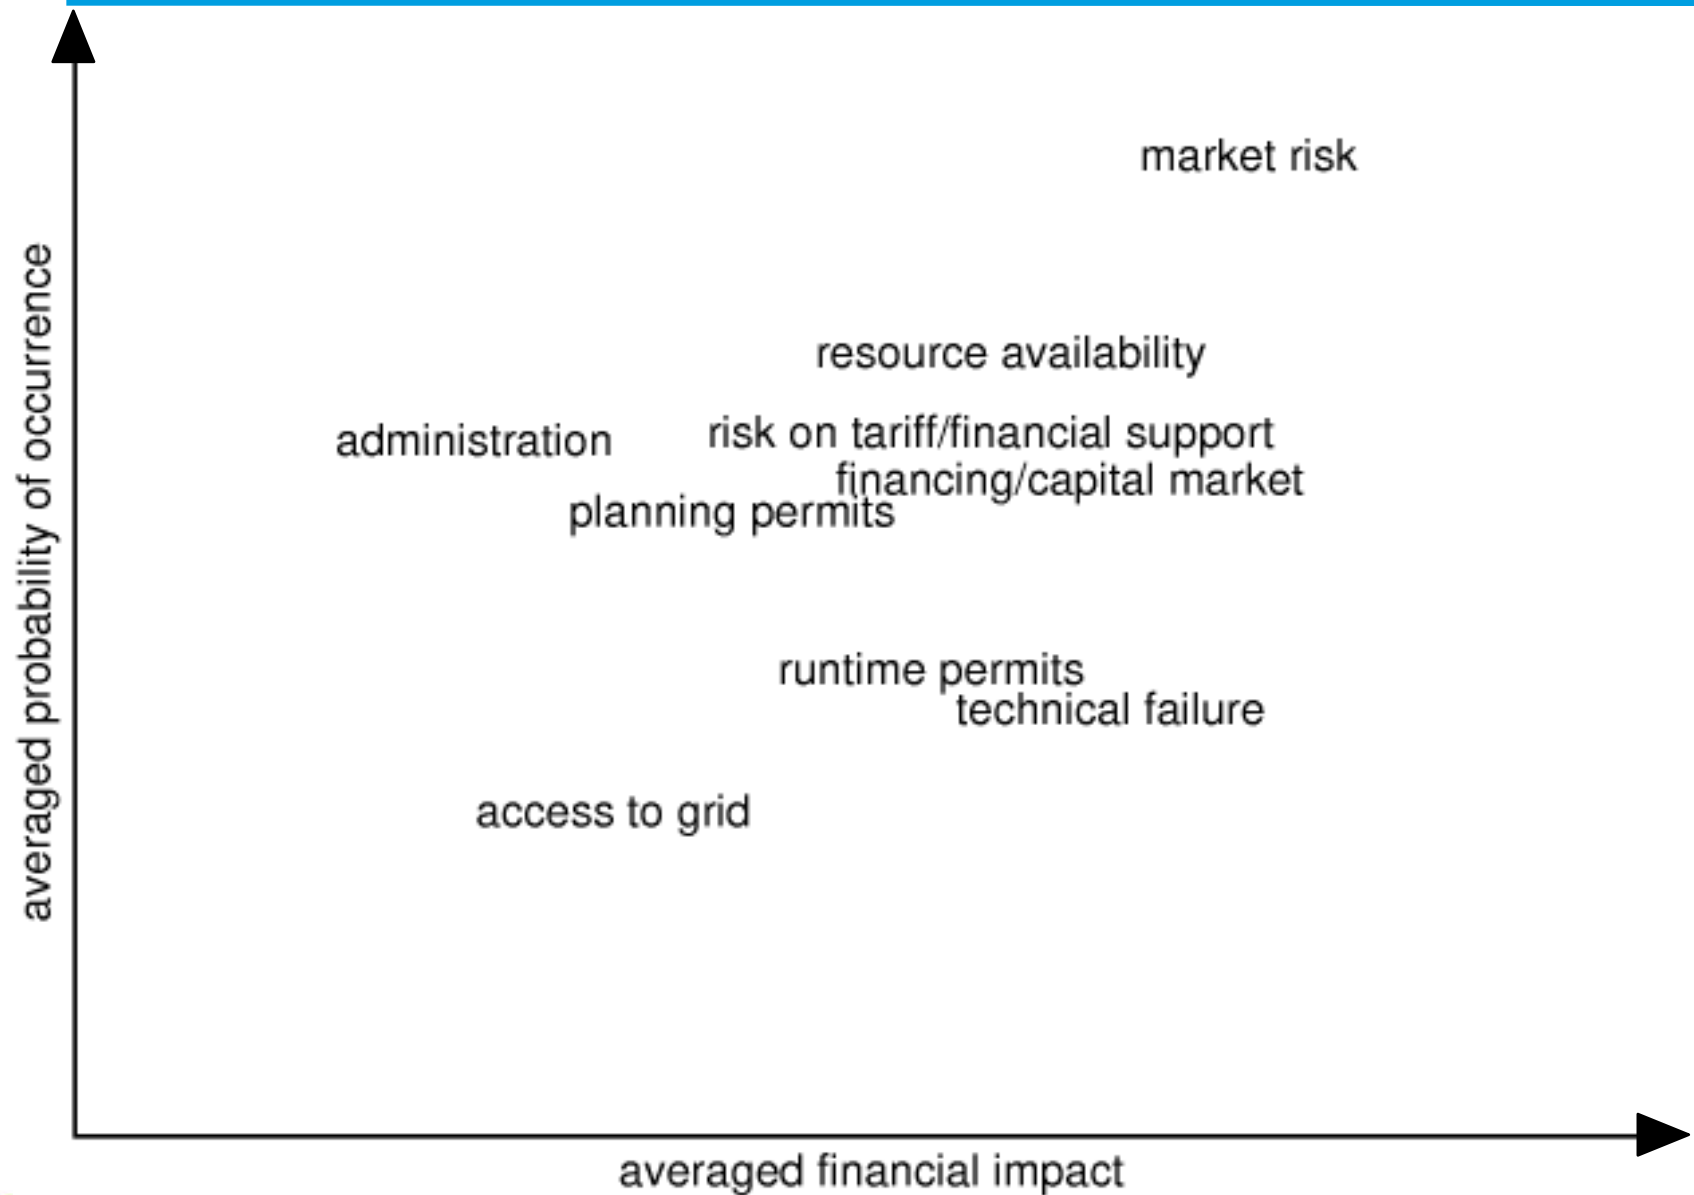 averaged probability of occurrence
market risk
resource availability
risk on tariff/financial support
administration
financing/capital market
planning permits
runtime permits
technical failure
access to grid
averaged financial impact